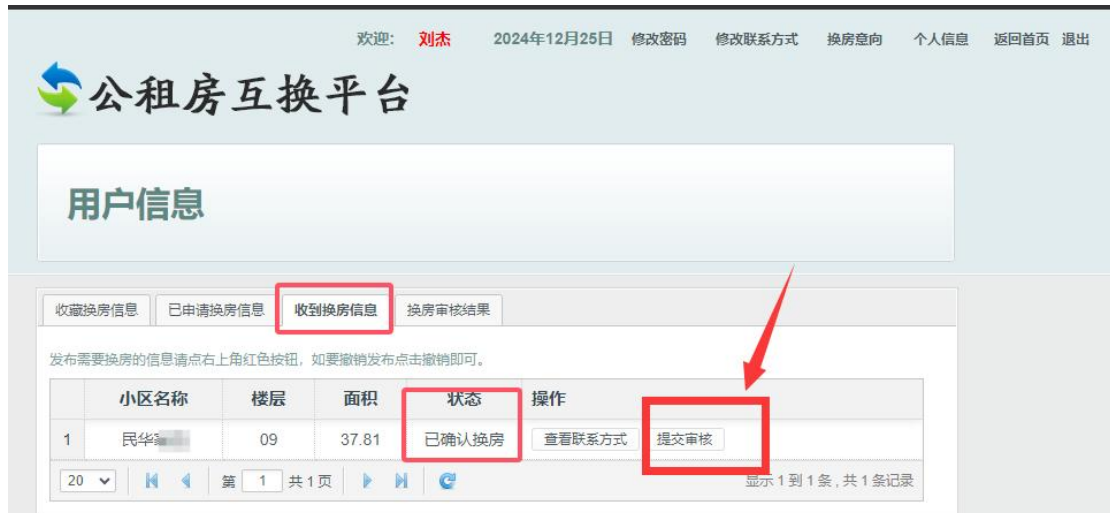 欢迎: 刘杰 2024年12月25日 修改密码 修改联系方式 换房意向 个人信息 返回首页 退出
公租房互换平台
用户信息
收藏换房信息 已申请换房信息 收到换房信息 换房审核结果
发布需要换房的信息请点右上角红色按钮，如要撤销发布点击撤销即可。
小区名称 楼层 面积 状态 操作
1 民华 09 37.81 已确认换房 查看联系方式 提交审核
20 第 1 共1页 显示1到1条,共1条记录